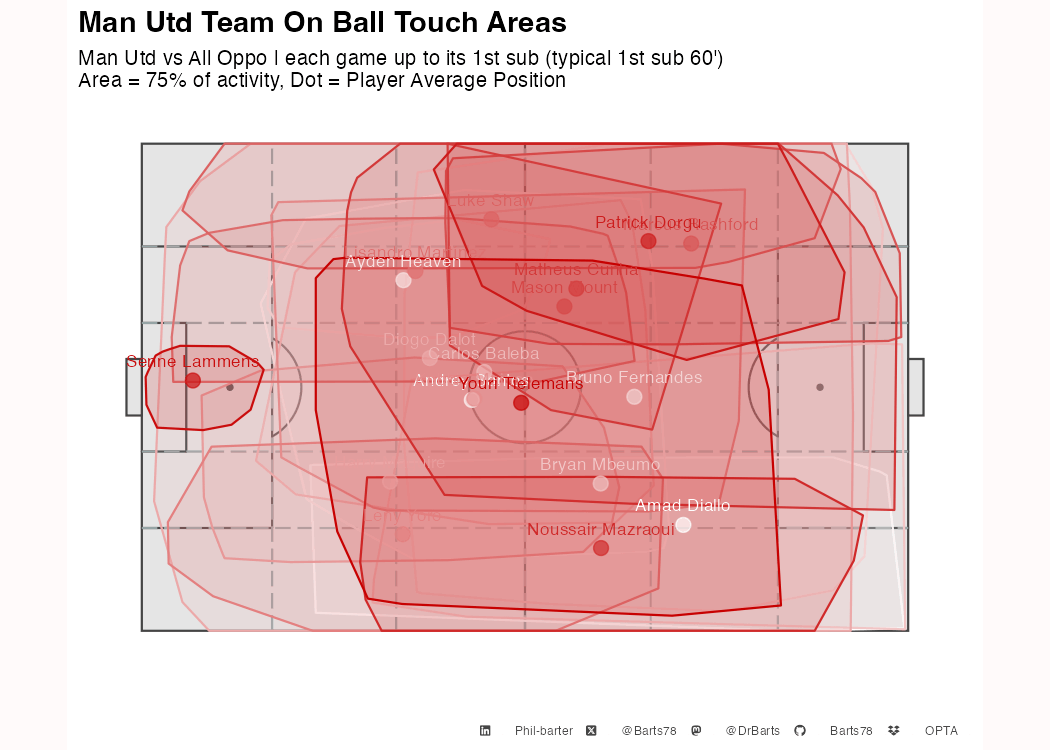 Man Utd Team On Ball Touch Areas
Man Utd vs All Oppo | each game up to its 1st sub (typical 1st sub 60')
Area = 75% of activity, Dot = Player Average Position
Luke Shaw
Patrick Dorgu
Rashford
Ayden Heaven
Matheus Cunha
Mason Mount
Diogo Dalot
Carlos Baleba
Senne Lammens
Youri Tielemans
Bruno Fernandes
Bryan Mbeumo
Amad Diallo
Leny Yoro
Noussair Mazraoui
Phil-barter
@Barts78
@DrBarts
Barts78
OPTA